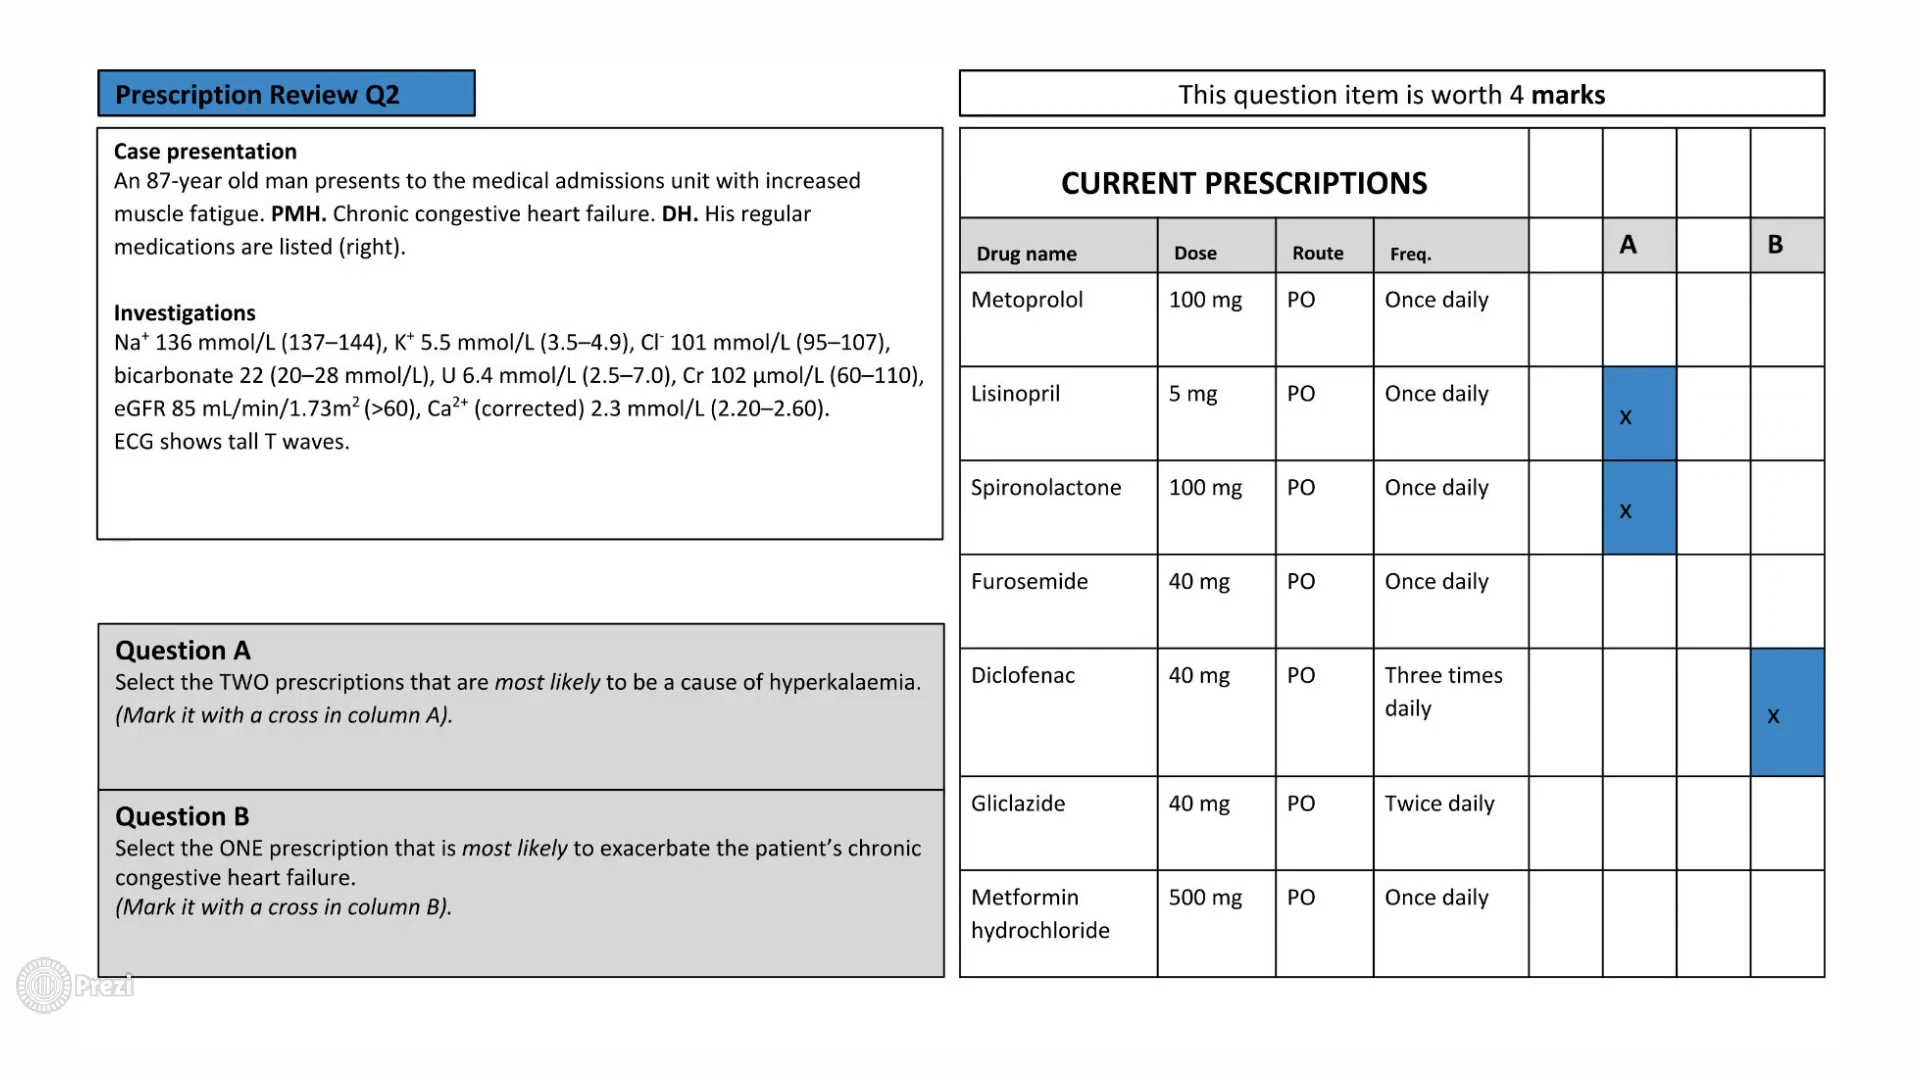 Prescription Review Q2
This question item is worth 4 marks
Case presentation
An 87-year old man presents to the medical admissions unit with increased
muscle fatigue. PMH. Chronic congestive heart failure. DH. His regular
medications are listed (right).
Investigations
Na⁺ 136 mmol/L (137–144), K⁺ 5.5 mmol/L (3.5–4.9), Cl⁻ 101 mmol/L (95–107),
bicarbonate 22 (20–28 mmol/L), U 6.4 mmol/L (2.5–7.0), Cr 102 µmol/L (60–110),
eGFR 85 mL/min/1.73m² (>60), Ca²⁺ (corrected) 2.3 mmol/L (2.20–2.60).
ECG shows tall T waves.
Question A
Select the TWO prescriptions that are most likely to be a cause of hyperkalaemia.
(Mark it with a cross in column A).
Question B
Select the ONE prescription that is most likely to exacerbate the patient's chronic
congestive heart failure.
(Mark it with a cross in column B).
CURRENT PRESCRIPTIONS
Drug name Dose Route Freq. A B
Metoprolol 100 mg PO Once daily
Lisinopril 5 mg PO Once daily x
Spironolactone 100 mg PO Once daily x
Furosemide 40 mg PO Once daily
Diclofenac 40 mg PO Three times
daily x
Gliclazide 40 mg PO Twice daily
Metformin 500 mg PO Once daily
hydrochloride
Prezi